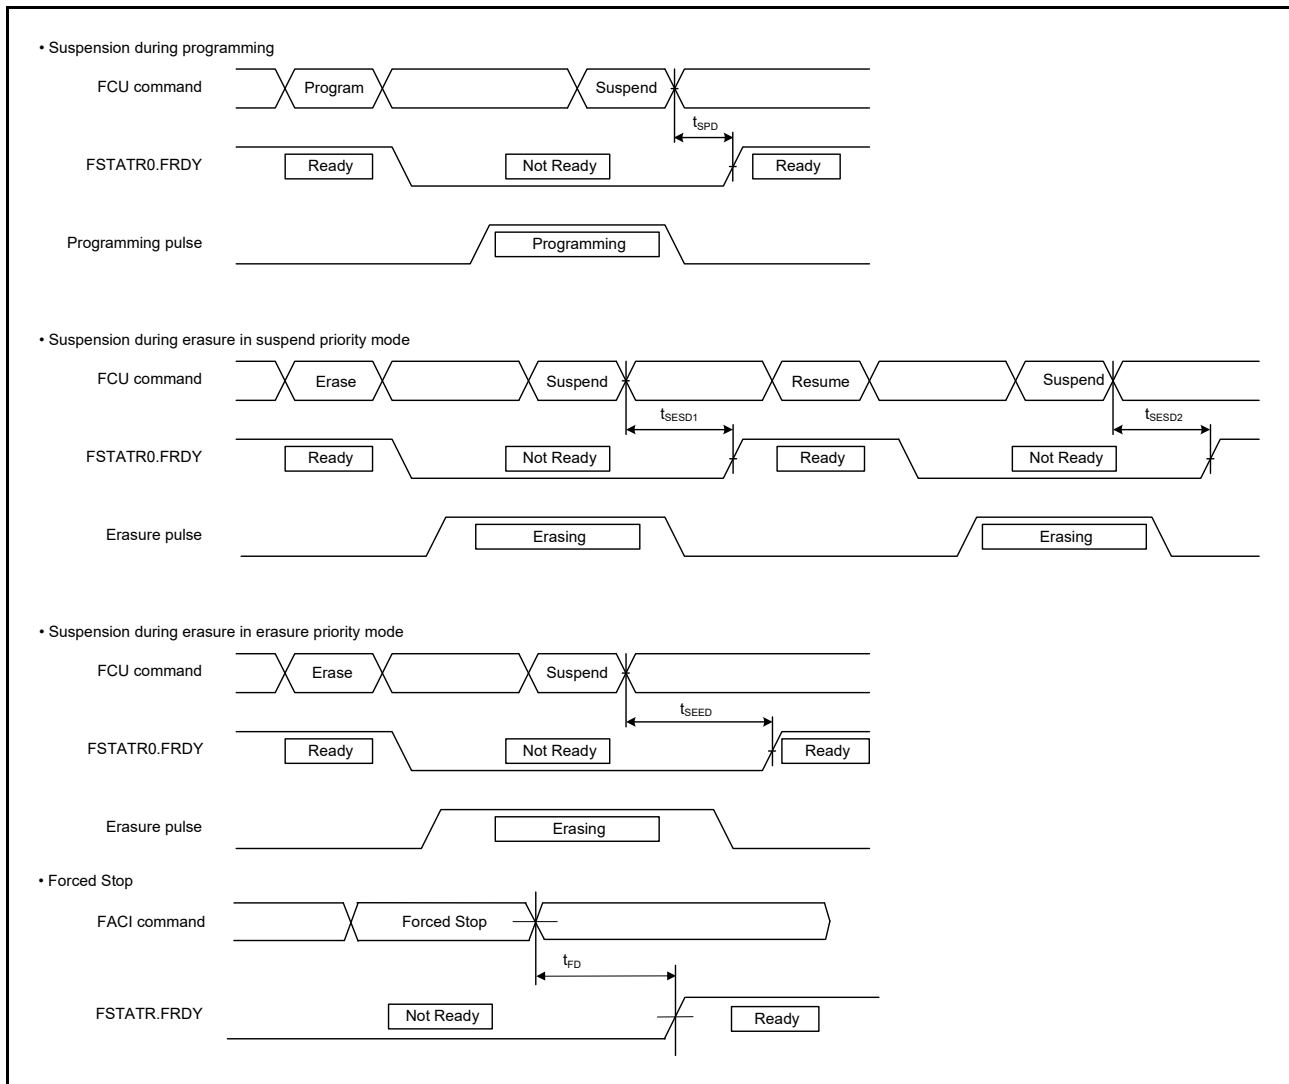 • Suspension during programming
FCU command Program Suspend
tSPD
FSTATR0.FRDY Ready Not Ready Ready
Programming pulse Programming
• Suspension during erasure in suspend priority mode
FCU command Erase Suspend Resume Suspend
tSESD1 tSESD2
FSTATR0.FRDY Ready Not Ready Ready Not Ready
Erasure pulse Erasing Erasing
• Suspension during erasure in erasure priority mode
FCU command Erase Suspend
tSEED
FSTATR0.FRDY Ready Not Ready Ready
Erasure pulse Erasing
• Forced Stop
FACI command Forced Stop
tFD
FSTATR.FRDY Not Ready Ready